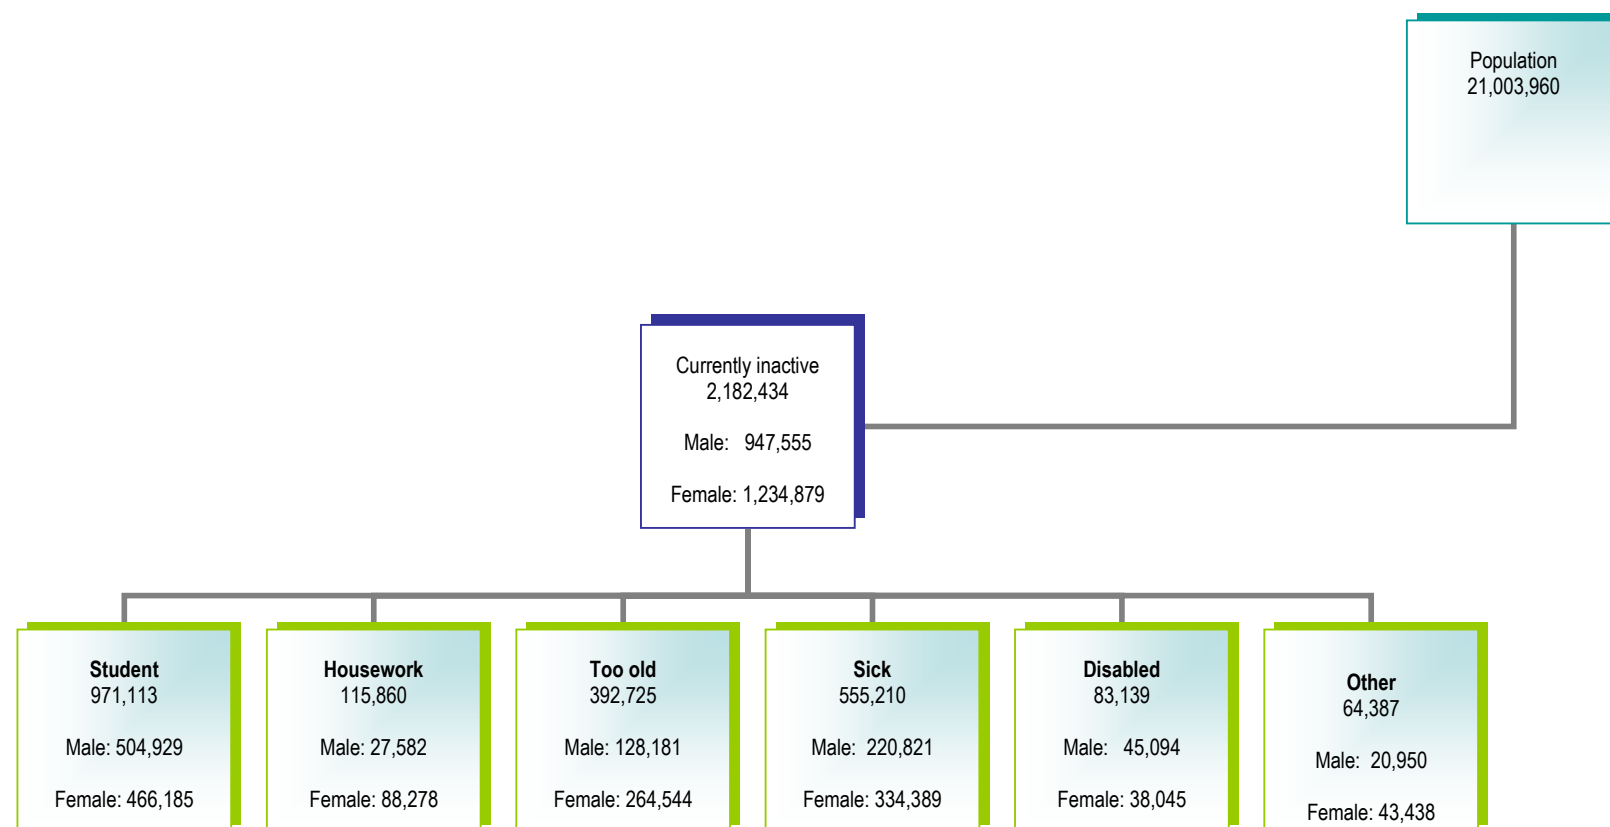 Population
21,003,960
Currently inactive
2,182,434
Male: 947,555
Female: 1,234,879
Student
971,113
Male: 504,929
Female: 466,185
Housework
115,860
Male: 27,582
Female: 88,278
Too old
392,725
Male: 128,181
Female: 264,544
Sick
555,210
Male: 220,821
Female: 334,389
Disabled
83,139
Male: 45,094
Female: 38,045
Other
64,387
Male: 20,950
Female: 43,438